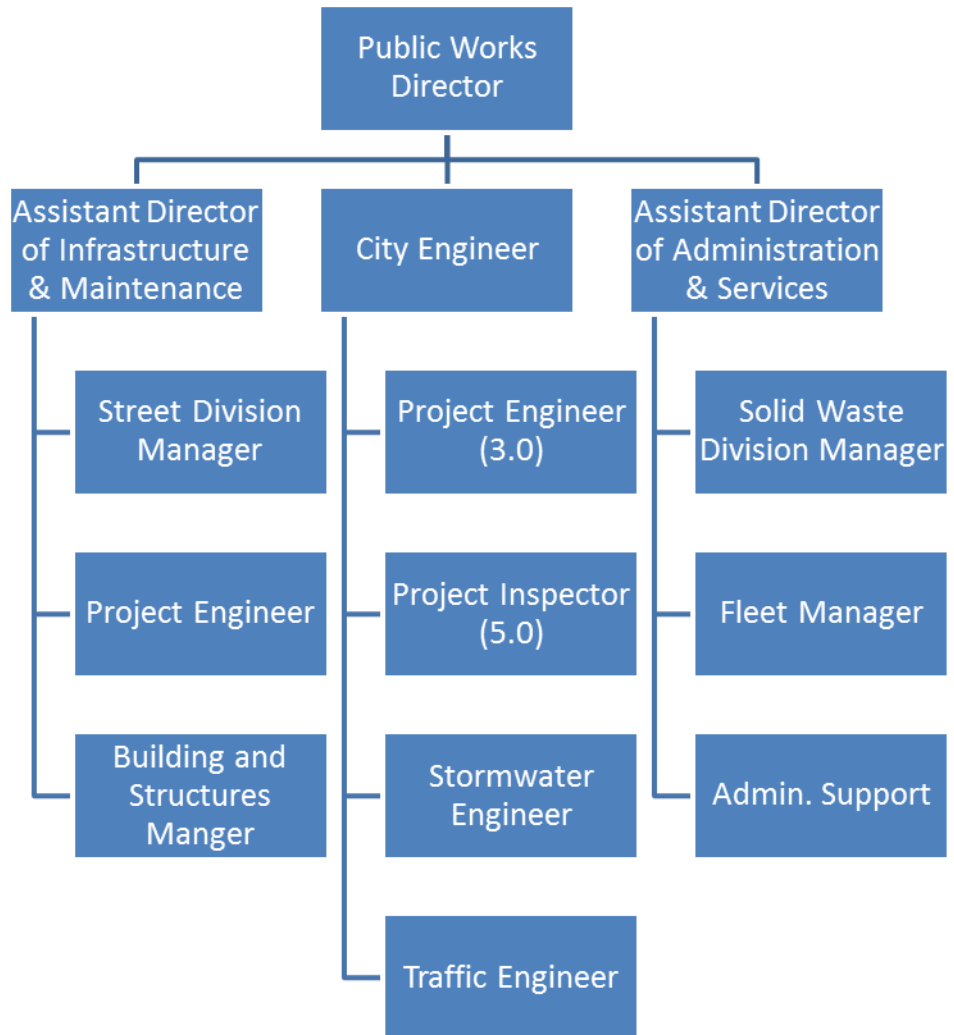 Public Works
Director
Assistant Director
of Infrastructure
& Maintenance
City Engineer
Assistant Director
of Administration
& Services
Street Division
Manager
Project Engineer
(3.0)
Solid Waste
Division Manager
Project Engineer
Project Inspector
(5.0)
Fleet Manager
Building and
Structures
Manger
Stormwater
Engineer
Admin. Support
Traffic Engineer